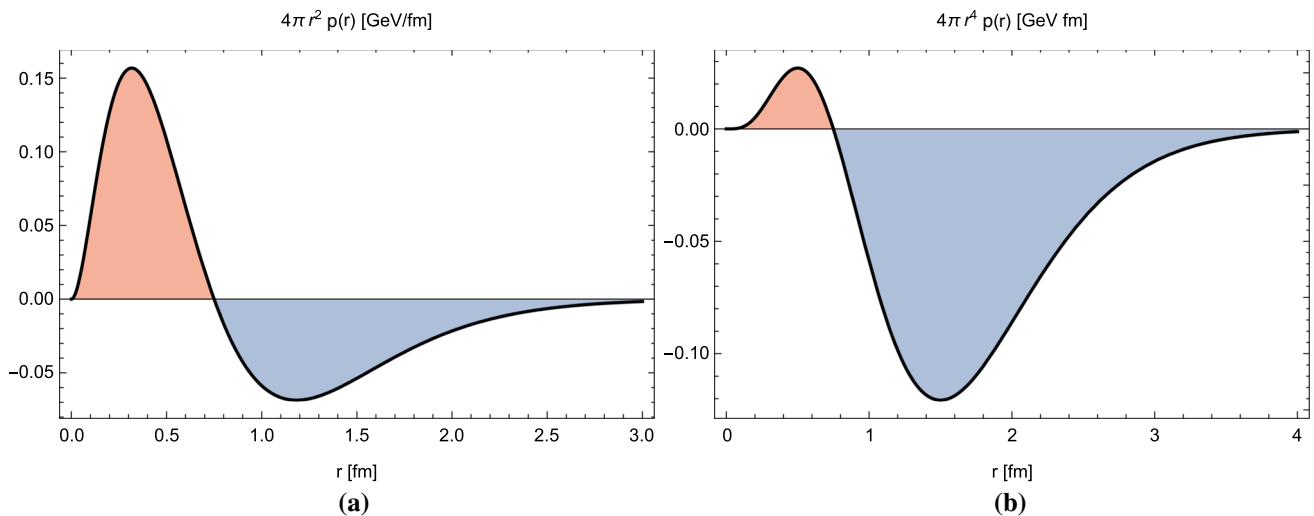 4π r² p(r) [GeV/fm]
0.15
0.10
0.05
0.00
−0.05
0.0 0.5 1.0 1.5 2.0 2.5 3.0
r [fm]
(a)
4π r⁴ p(r) [GeV fm]
0.00
−0.05
−0.10
0 1 2 3 4
r [fm]
(b)